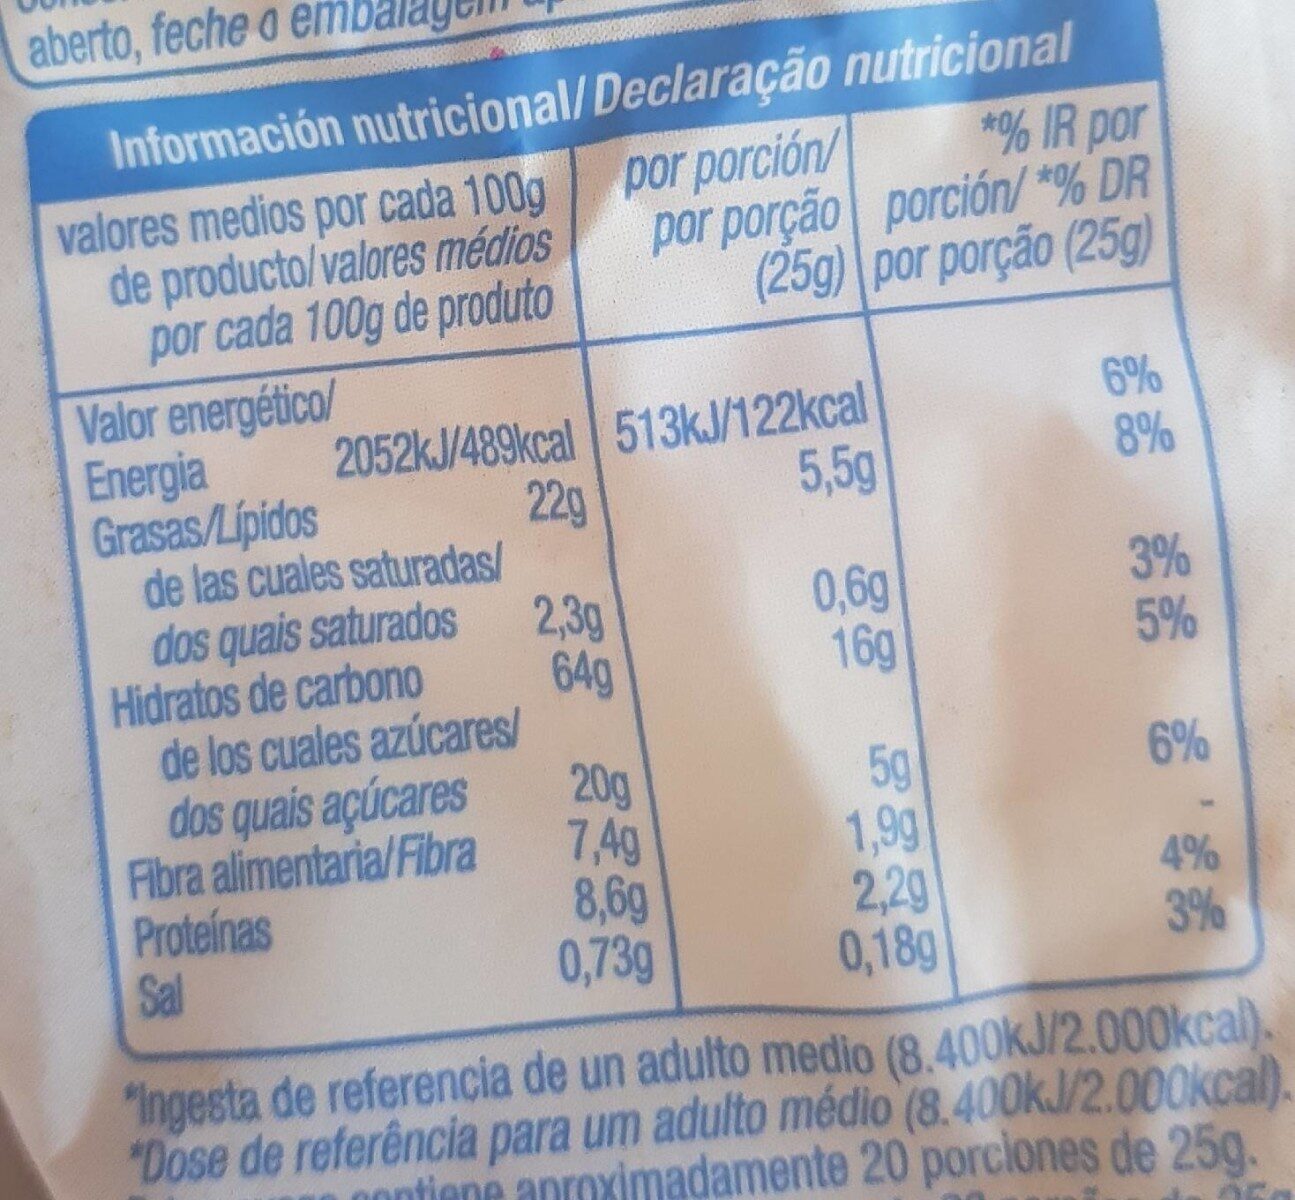 aberto, feche a embalagem
Información nutricional/Declaração nutricional
valores medios por cada 100g
de producto/valores médios
por cada 100g de produto
por porción/
por porção
(25g)
*% IR por
porción/ *% DR
por porção (25g)
Valor energético/
Energia 2052kJ/489kcal 513kJ/122kcal 6%
Grasas/Lípidos 22g 5,5g 8%
de las cuales saturadas/
dos quais saturados 2,3g 0,6g 3%
Hidratos de carbono 64g 16g 5%
de los cuales azúcares/
dos quais açúcares 20g 5g 6%
Fibra alimentaria/Fibra 7,4g 1,9g -
Proteínas 8,6g 2,2g 4%
Sal 0,73g 0,18g 3%
*Ingesta de referencia de un adulto medio (8.400kJ/2.000kcal).
*Dose de referência para um adulto médio (8.400kJ/2.000kcal).
contiene aproximadamente 20 porciones de 25g.